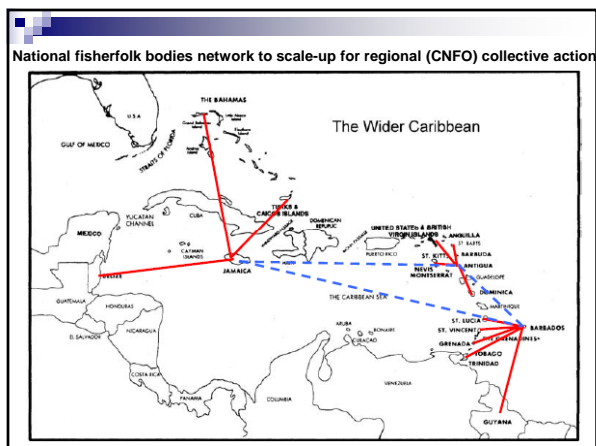 National fisherfolk bodies network to scale-up for regional (CNFO) collective action
The Wider Caribbean
THE BAHAMAS
U.S.A
GULF OF MEXICO
STRAITS OF FLORIDA
YUCATAN
CHANNEL
CUBA
TURKS &
CAICOS ISLANDS
MEXICO
CAYMAN
ISLANDS
JAMAICA
HAITI
DOMINICAN
REPUBLIC
PUERTO RICO
UNITED STATES & BRITISH
VIRGIN ISLANDS
ANGUILLA
ST BARTS
BARBUDA
ST. KITTS
ANTIGUA
NEVIS
MONTSERRAT
GUADELOUPE
DOMINICA
MARTINIQUE
THE CARIBBEAN SEA
BELIZE
GUATEMALA
HONDURAS
EL SALVADOR
NICARAGUA
COSTA RICA
PANAMA
COLOMBIA
ARUBA
BONAIRE
CURACAO
VENEZUELA
ST. LUCIA
BARBADOS
ST. VINCENT
THE GRENADINES
GRENADA
TOBAGO
TRINIDAD
GUYANA